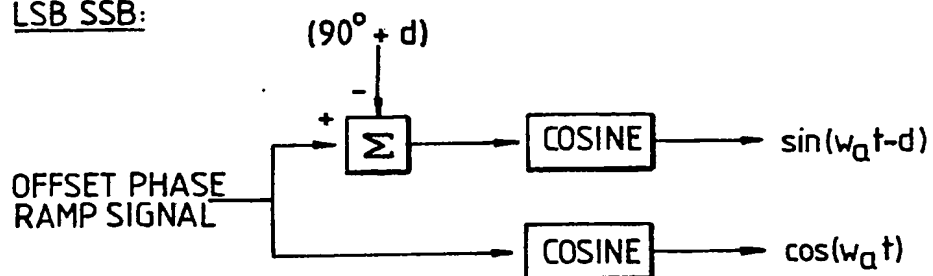 LSB SSB:
(90° + d)
−
+
Σ
COSINE
sin(wat-d)
OFFSET PHASE
RAMP SIGNAL
COSINE
cos(wat)